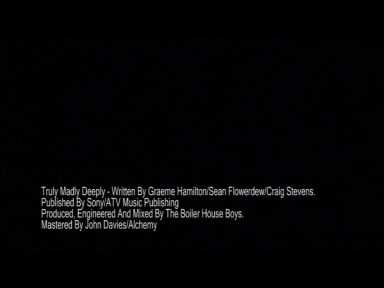 Truly Madly Deeply - Written By Graeme Hamilton/Sean Flowerdew/Craig Stevens.
Published By Sony/ATV Music Publishing
Produced, Engineered And Mixed By The Boiler House Boys.
Mastered By John Davies/Alchemy